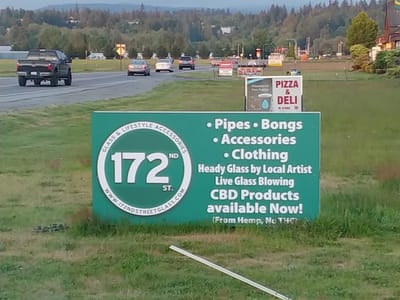 PIZZA
&
DELI
GLASS & LIFESTYLE ACCESSORIES
172ND
ST.
WWW.172NDSTREETGLASS.COM
• Pipes • Bongs
• Accessories
• Clothing
Heady Glass by Local Artist
Live Glass Blowing
CBD Products
available Now!
(From Hemp, No THC)